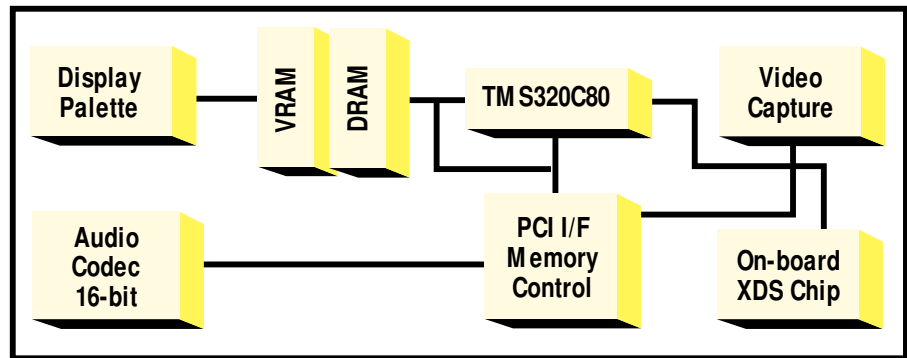 Display
Palette
VRAM
DRAM
TMS320C80
Video
Capture
Audio
Codec
16-bit
PCI I/F
Memory
Control
On-board
XDS Chip